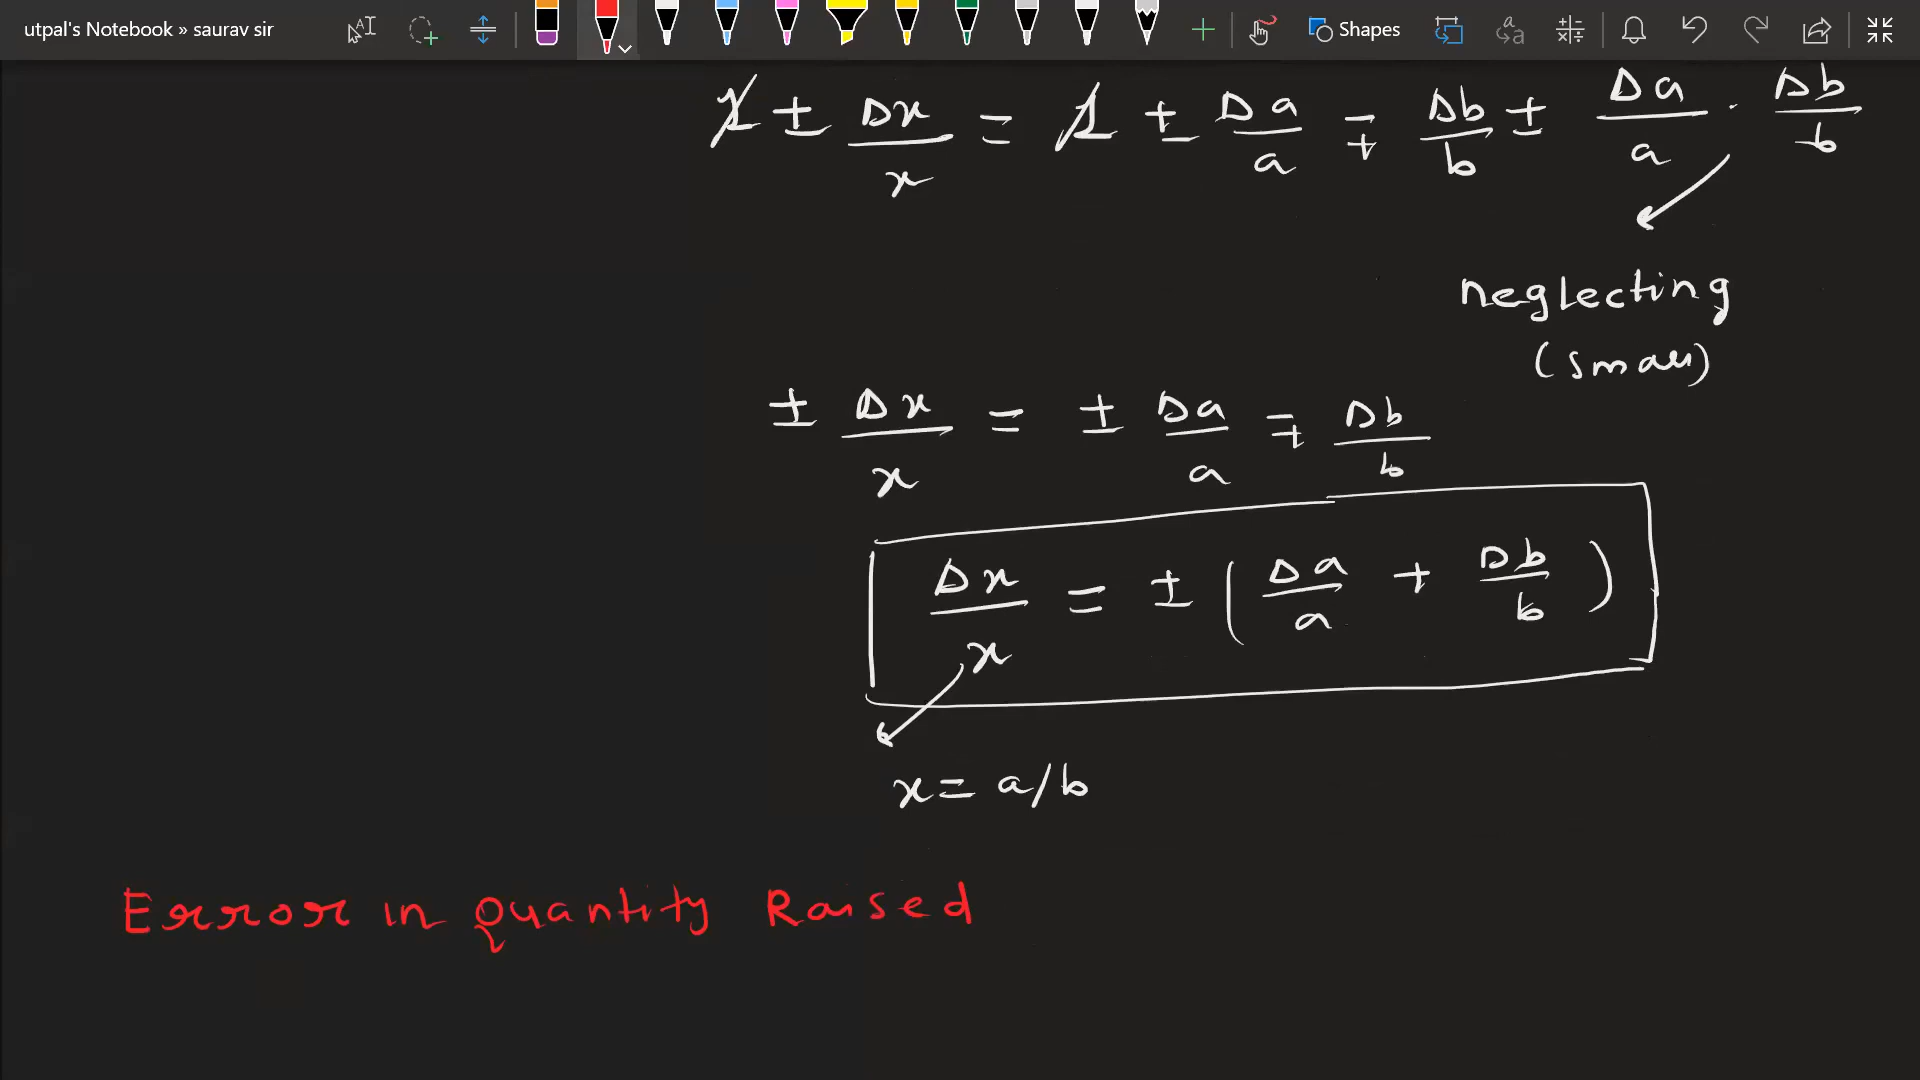 utpal's Notebook » saurav sir
Shapes
1 ± Δx/x = 1 ± Δa/a ∓ Δb/b ± Δa/a · Δb/b
neglecting
(small)
± Δx/x = ± Δa/a ∓ Δb/b
Δx/x = ± (Δa/a + Δb/b)
x = a/b
Error in quantity Raised